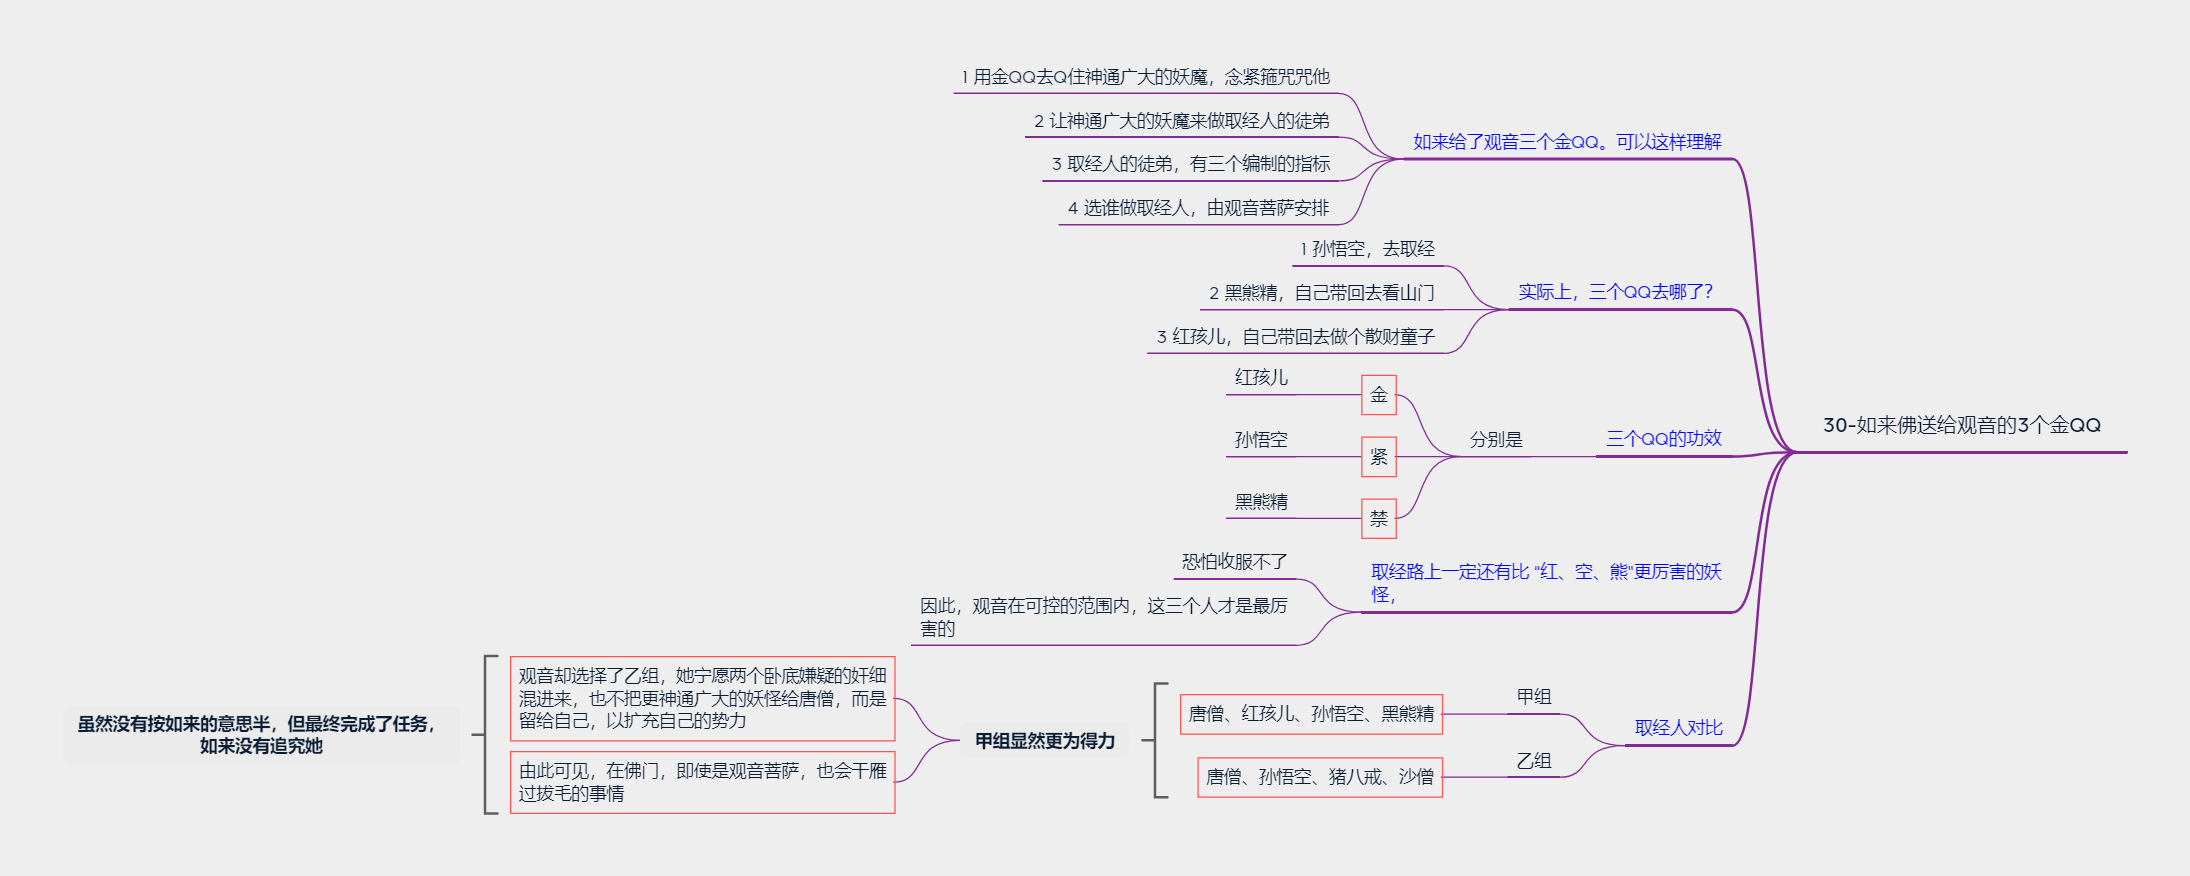 30-如来佛送给观音的3个金QQ
如来给了观音三个金QQ。可以这样理解
1 用金QQ去Q住神通广大的妖魔，念紧箍咒咒他
2 让神通广大的妖魔来做取经人的徒弟
3 取经人的徒弟，有三个编制的指标
4 选谁做取经人，由观音菩萨安排
实际上，三个QQ去哪了？
1 孙悟空，去取经
2 黑熊精，自己带回去看山门
3 红孩儿，自己带回去做个散财童子
三个QQ的功效
分别是
金
红孩儿
紧
孙悟空
禁
黑熊精
取经路上一定还有比 "红、空、熊"更厉害的妖
怪，
恐怕收服不了
因此，观音在可控的范围内，这三个人才是最厉
害的
取经人对比
甲组
唐僧、红孩儿、孙悟空、黑熊精
乙组
唐僧、孙悟空、猪八戒、沙僧
甲组显然更为得力
观音却选择了乙组，她宁愿两个卧底嫌疑的奸细
混进来，也不把更神通广大的妖怪给唐僧，而是
留给自己，以扩充自己的势力
由此可见，在佛门，即使是观音菩萨，也会干雁
过拔毛的事情
虽然没有按如来的意思半，但最终完成了任务，
如来没有追究她